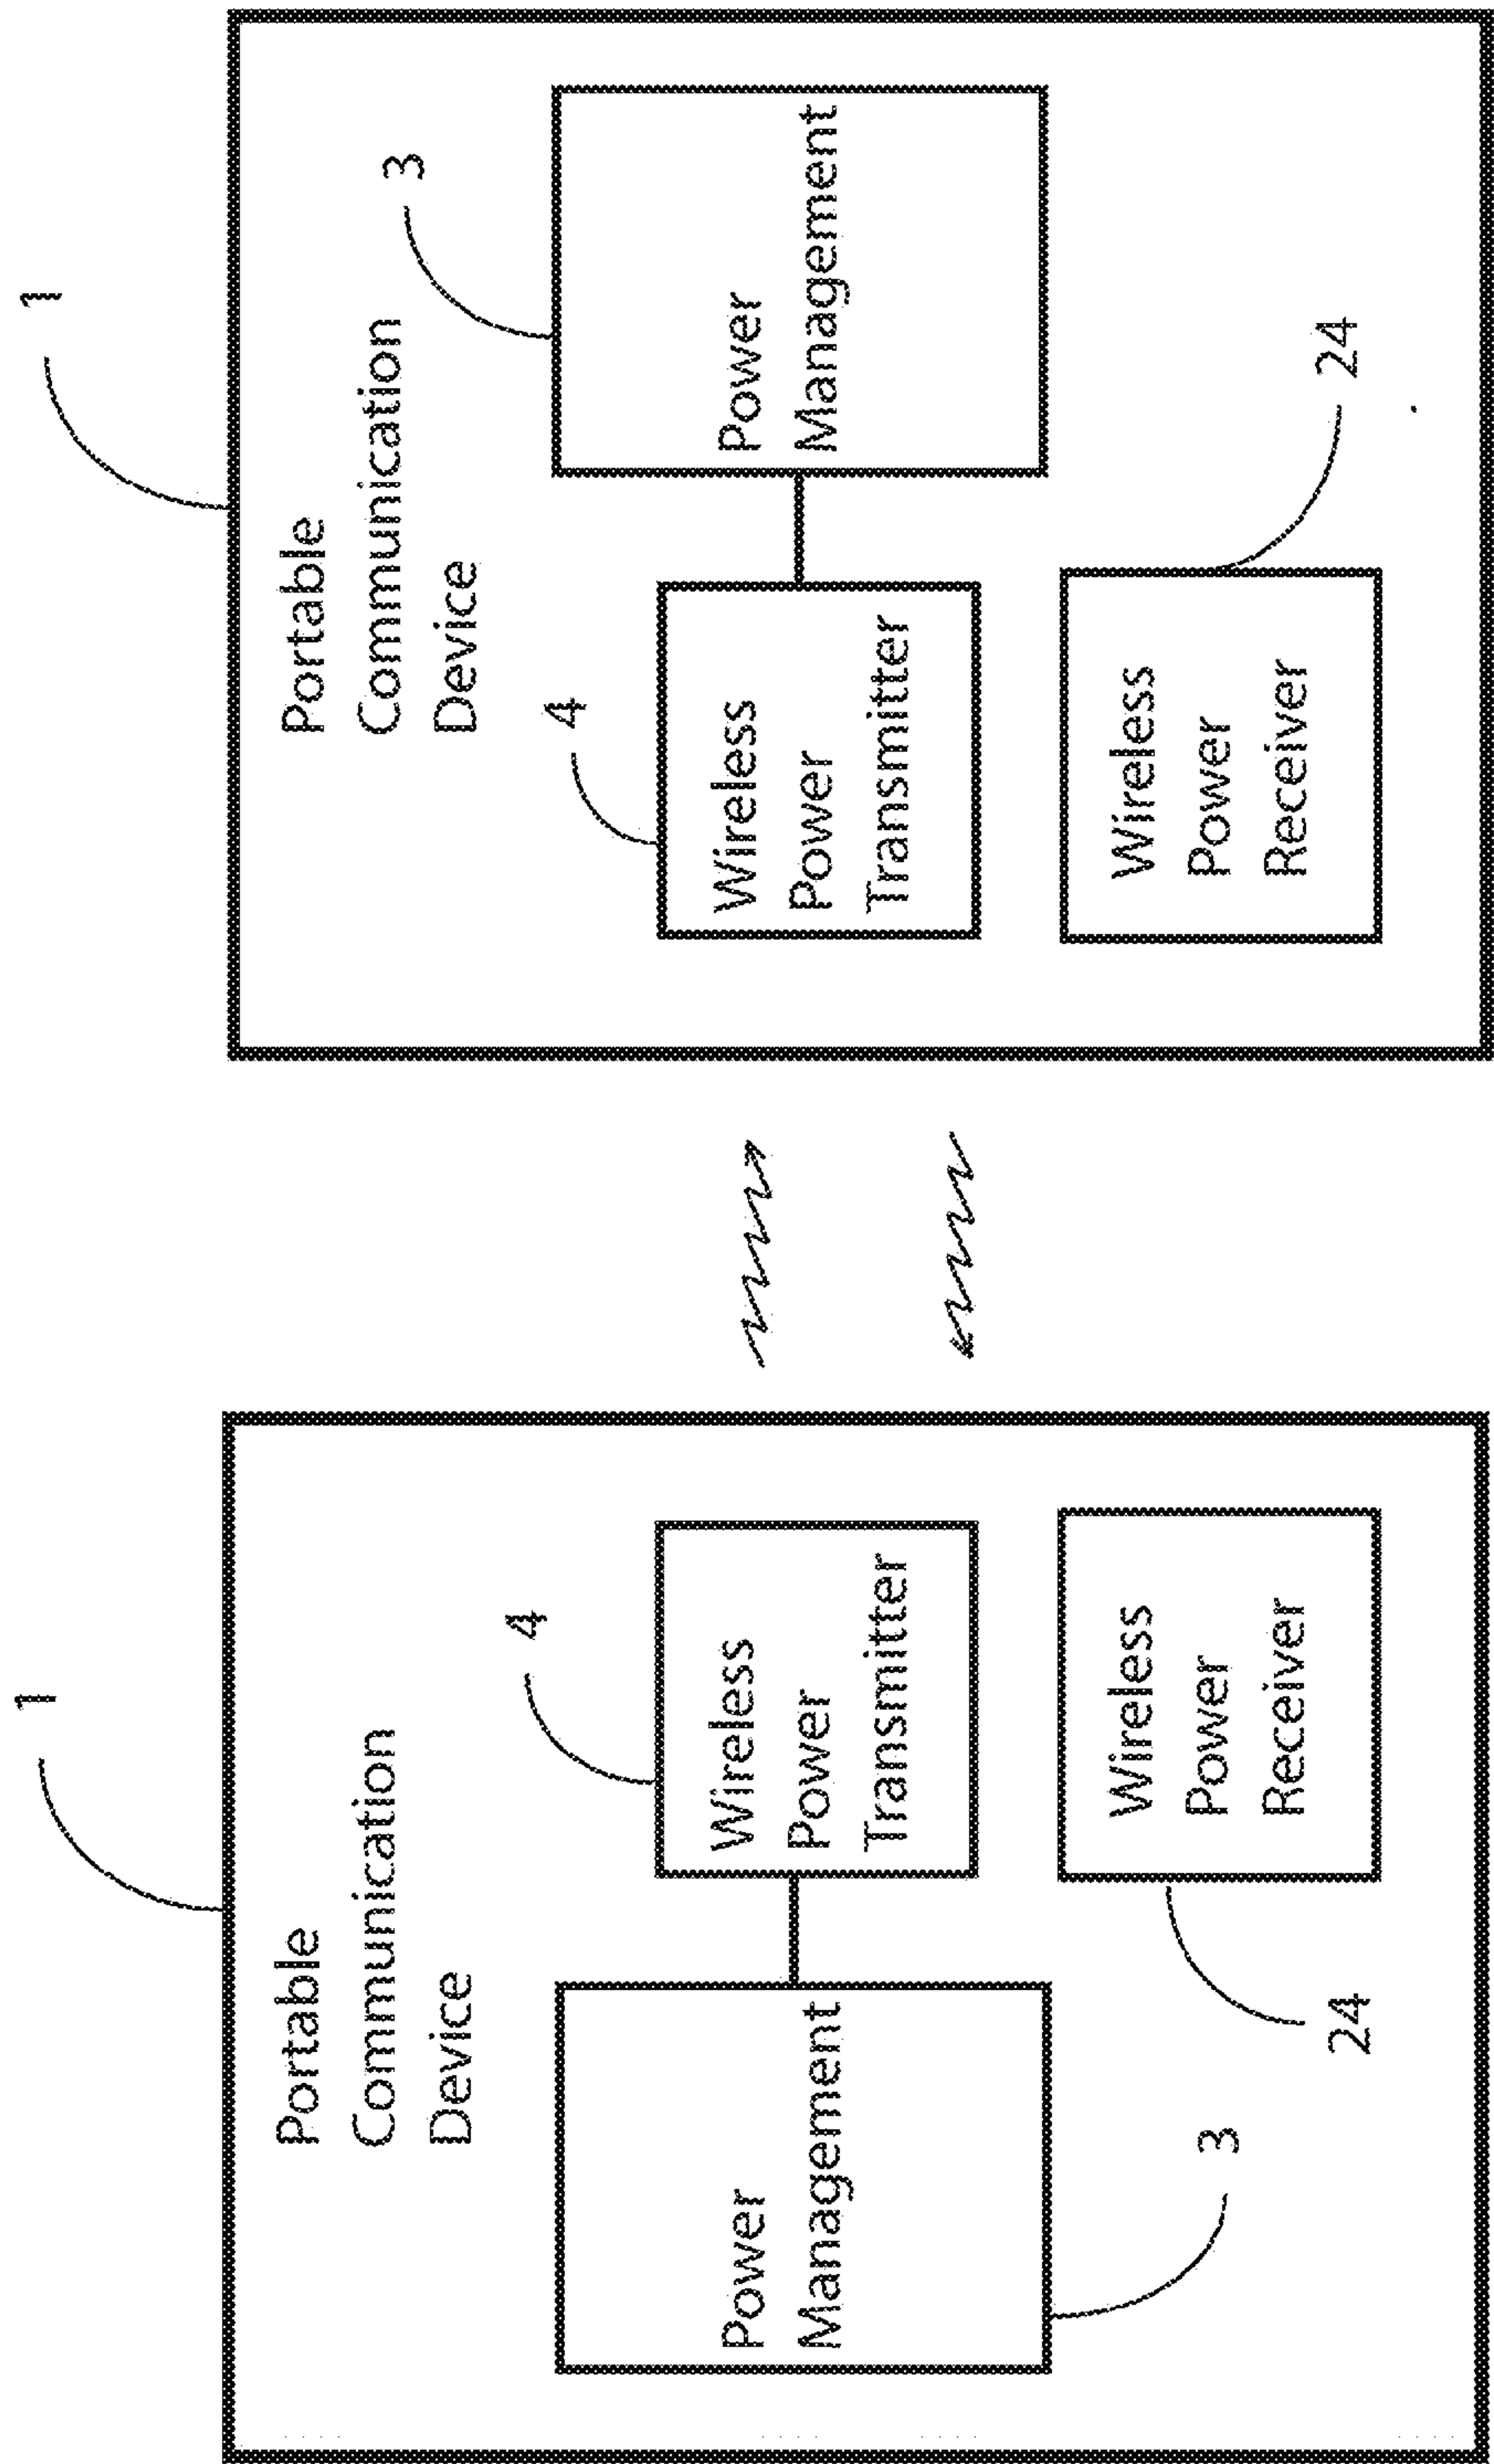 1
Portable
Communication
Device
4
Power
Management
Wireless
Power
Transmitter
Wireless
Power
Receiver
24
3
1
Portable
Communication
Device
3
4
Wireless
Power
Transmitter
Power
Management
Wireless
Power
Receiver
24